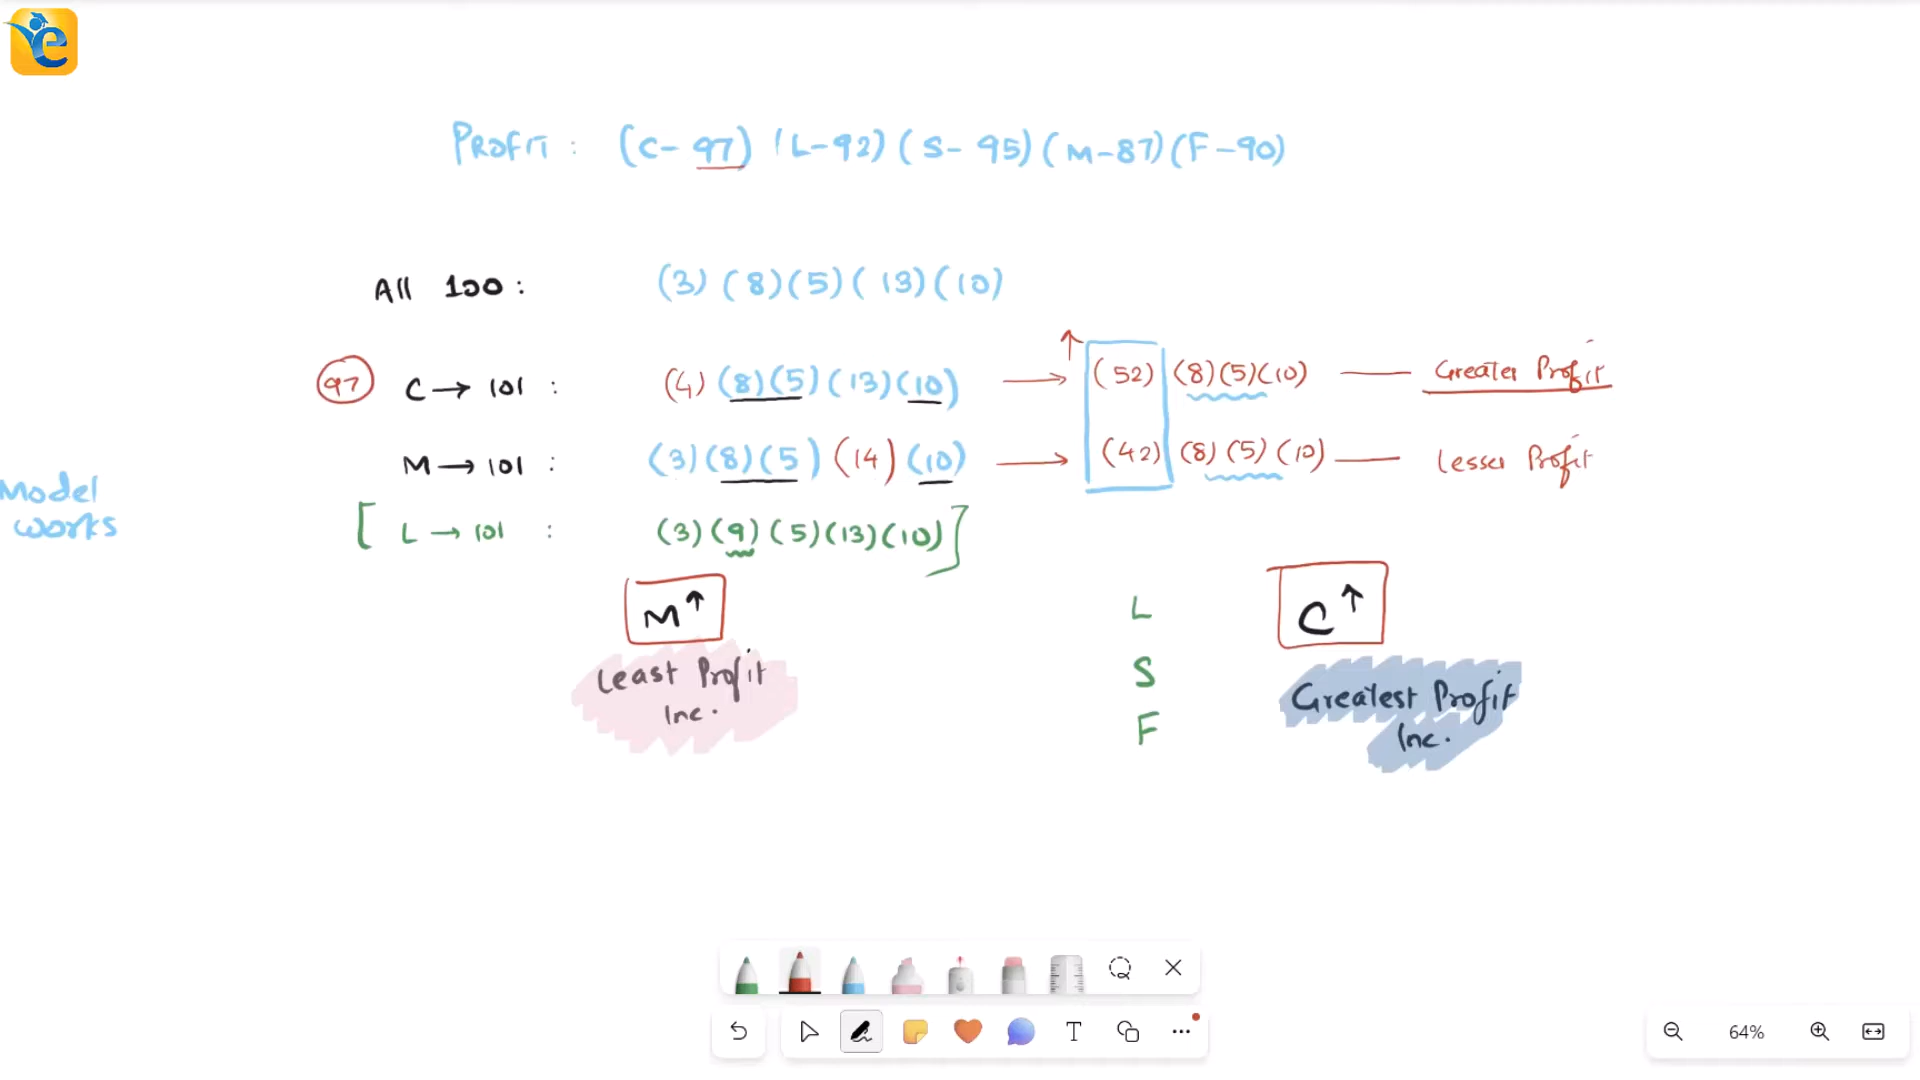 e
PROFIT : (C- 97) (L-92) (S- 95) (M-87) (F-90)
All 100 : (3) (8) (5) (13) (10)
97 C → 101 : (4) (8) (5) (13) (10) → (52) (8) (5) (10) — Greater Profit
M → 101 : (3) (8) (5) (14) (10) → (42) (8) (5) (10) — Lesser Profit
Model
works
[ L → 101 : (3) (9) (5) (13) (10) ]
M↑
Least Profit
Inc.
L
S
F
C↑
Greatest Profit
Inc.
T
64%